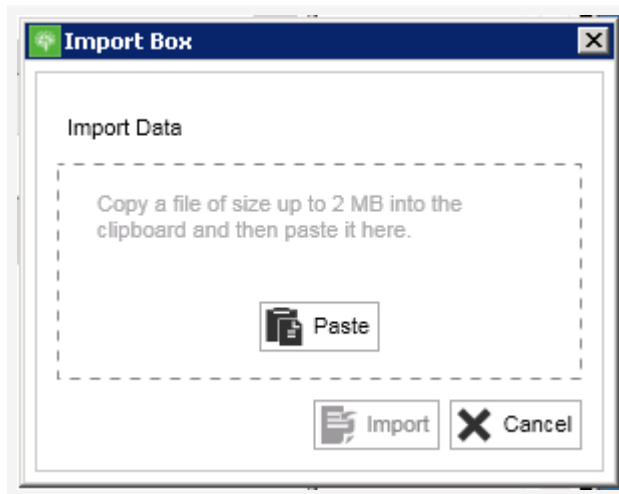 Import Box
Import Data
Copy a file of size up to 2 MB into the
clipboard and then paste it here.
Paste
Import
Cancel